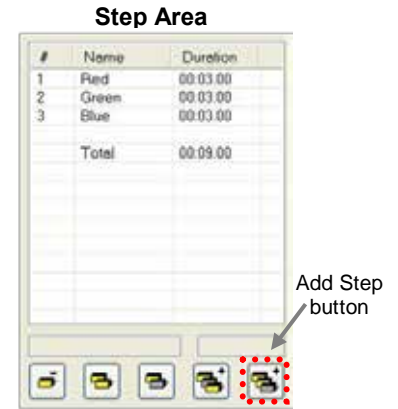 Step Area
# Name Duration
1 Red 00:03.00
2 Green 00:03.00
3 Blue 00:03.00
Total 00:09.00
Add Step
button